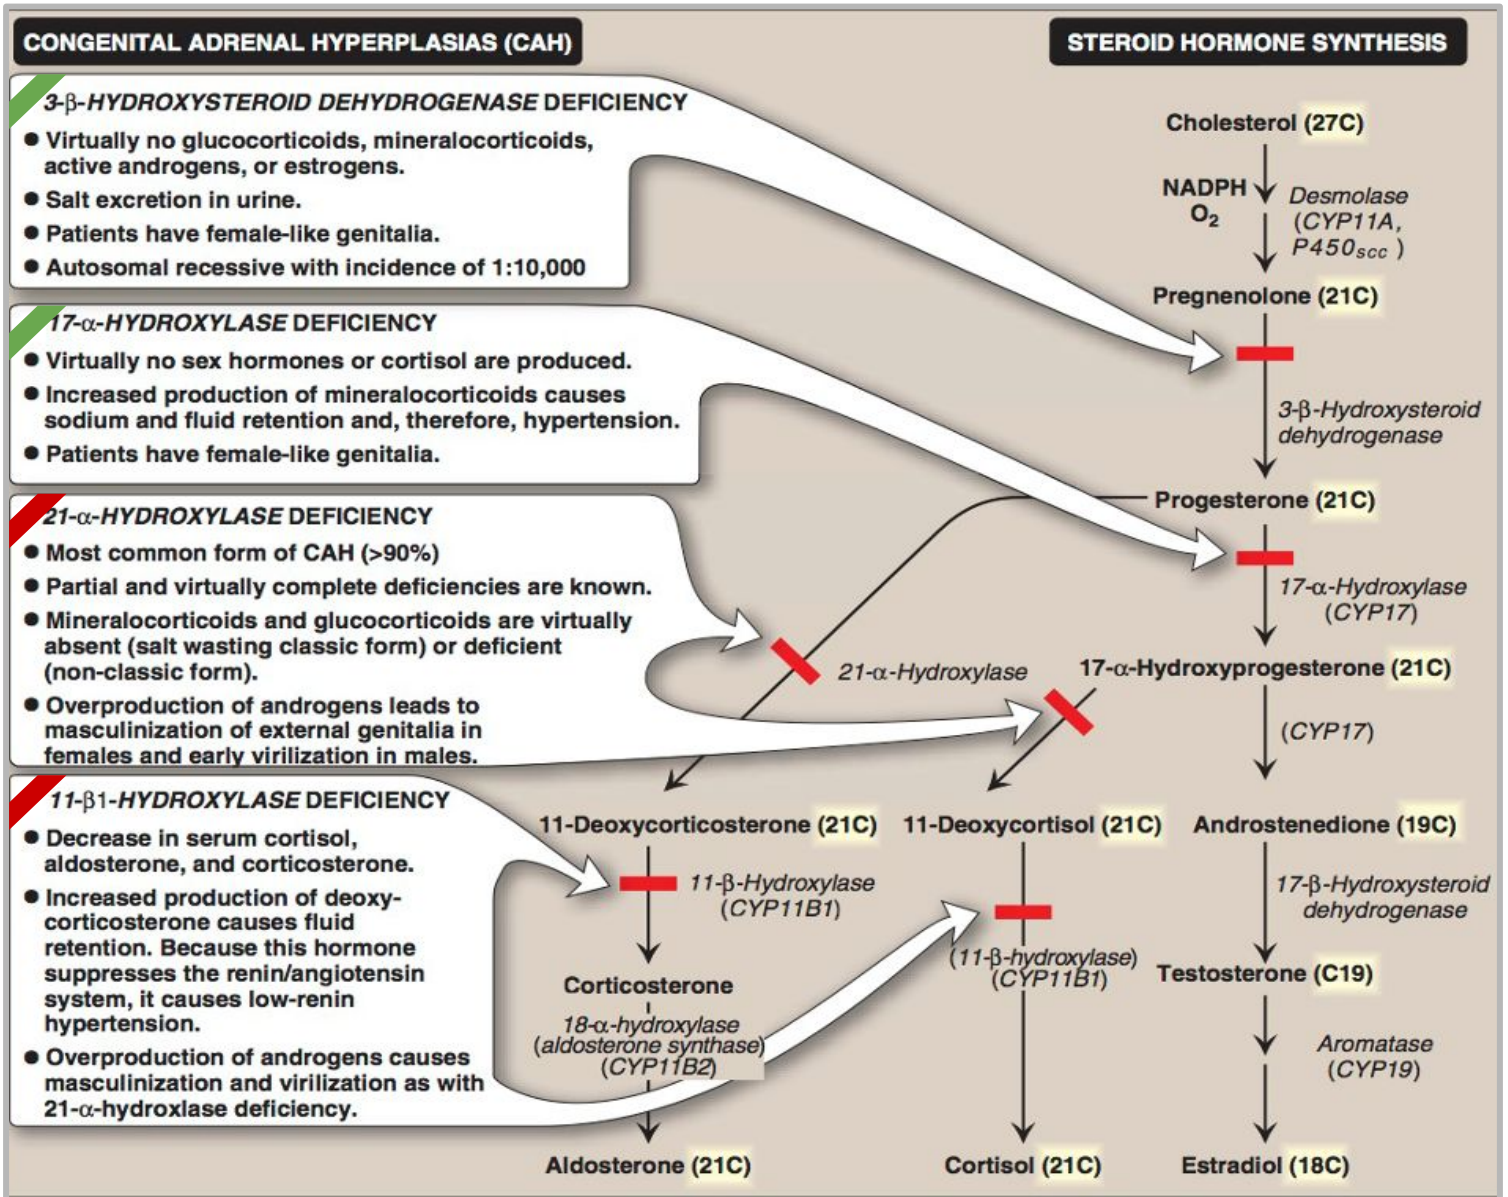 CONGENITAL ADRENAL HYPERPLASIAS (CAH)
3-β-HYDROXYSTEROID DEHYDROGENASE DEFICIENCY
● Virtually no glucocorticoids, mineralocorticoids,
active androgens, or estrogens.
● Salt excretion in urine.
● Patients have female-like genitalia.
● Autosomal recessive with incidence of 1:10,000
17-α-HYDROXYLASE DEFICIENCY
● Virtually no sex hormones or cortisol are produced.
● Increased production of mineralocorticoids causes
sodium and fluid retention and, therefore, hypertension.
● Patients have female-like genitalia.
21-α-HYDROXYLASE DEFICIENCY
● Most common form of CAH (>90%)
● Partial and virtually complete deficiencies are known.
● Mineralocorticoids and glucocorticoids are virtually
absent (salt wasting classic form) or deficient
(non-classic form).
● Overproduction of androgens leads to
masculinization of external genitalia in
females and early virilization in males.
11-β1-HYDROXYLASE DEFICIENCY
● Decrease in serum cortisol,
aldosterone, and corticosterone.
● Increased production of deoxy-
corticosterone causes fluid
retention. Because this hormone
suppresses the renin/angiotensin
system, it causes low-renin
hypertension.
● Overproduction of androgens causes
masculinization and virilization as with
21-α-hydroxlase deficiency.
STEROID HORMONE SYNTHESIS
Cholesterol (27C)
NADPH
O₂
Desmolase
(CYP11A,
P450scc )
Pregnenolone (21C)
3-β-Hydroxysteroid
dehydrogenase
Progesterone (21C)
17-α-Hydroxylase
(CYP17)
21-α-Hydroxylase
17-α-Hydroxyprogesterone (21C)
(CYP17)
11-Deoxycorticosterone (21C)
11-Deoxycortisol (21C)
Androstenedione (19C)
11-β-Hydroxylase
(CYP11B1)
17-β-Hydroxysteroid
dehydrogenase
(11-β-hydroxylase)
(CYP11B1)
Corticosterone
Testosterone (C19)
18-α-hydroxylase
(aldosterone synthase)
(CYP11B2)
Aromatase
(CYP19)
Aldosterone (21C)
Cortisol (21C)
Estradiol (18C)